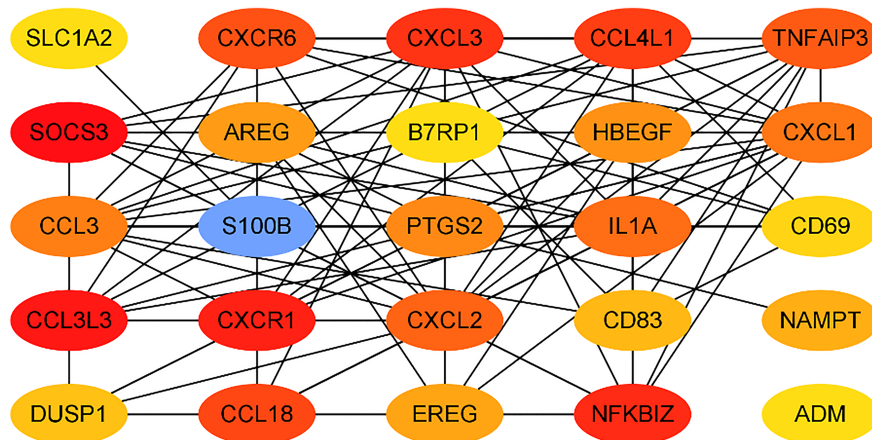 SLC1A2 CXCR6 CXCL3 CCL4L1 TNFAIP3
SOCS3 AREG B7RP1 HBEGF CXCL1
CCL3 S100B PTGS2 IL1A CD69
CCL3L3 CXCR1 CXCL2 CD83 NAMPT
DUSP1 CCL18 EREG NFKBIZ ADM